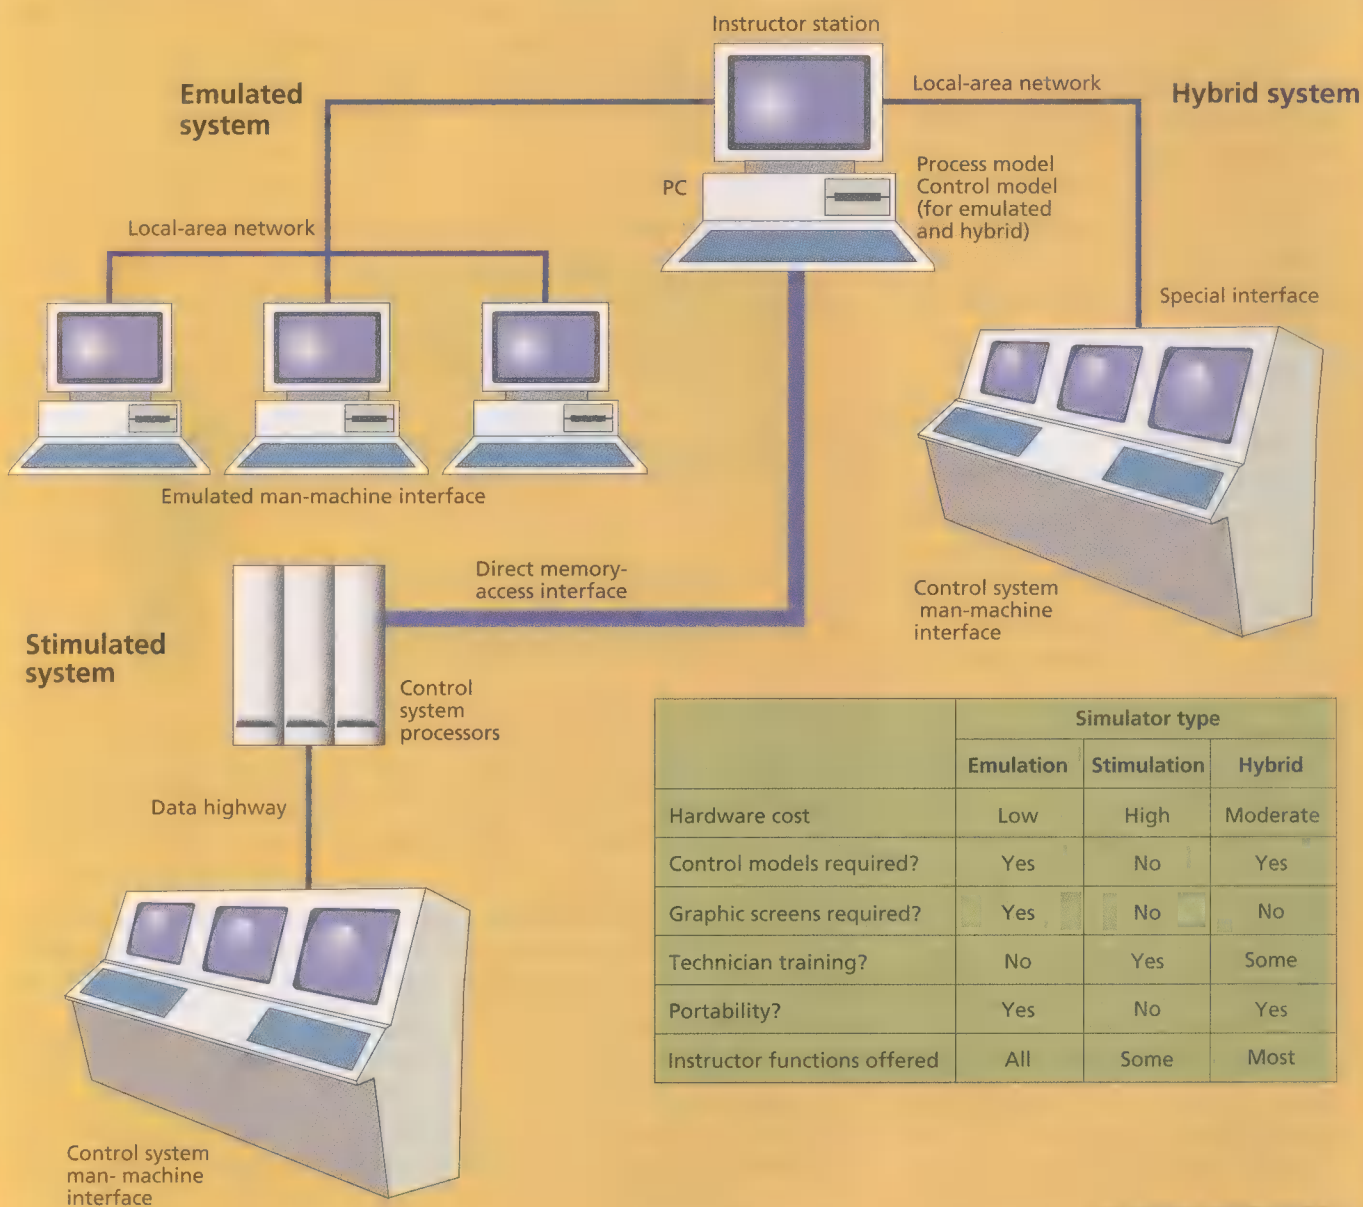 Instructor station
Emulated
system
Local-area network
Hybrid system
PC
Process model
Control model
(for emulated
and hybrid)
Local-area network
Special interface
Emulated man-machine interface
Direct memory-
access interface
Control system
man-machine
interface
Stimulated
system
Control
system
processors
Data highway
Control system
man- machine
interface
Simulator type
Emulation Stimulation Hybrid
Hardware cost Low High Moderate
Control models required? Yes No Yes
Graphic screens required? Yes No No
Technician training? No Yes Some
Portability? Yes No Yes
Instructor functions offered All Some Most